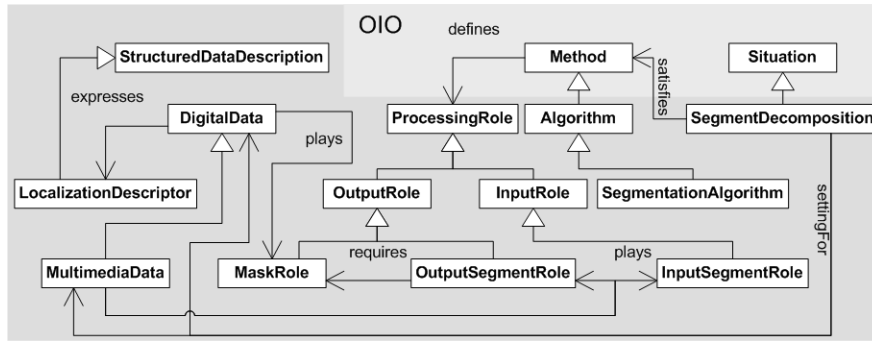 OIO
defines
StructuredDataDescription
Method
Situation
expresses
satisfies
DigitalData
plays
ProcessingRole
Algorithm
SegmentDecomposition
LocalizationDescriptor
OutputRole
InputRole
SegmentationAlgorithm
settingFor
requires
plays
MultimediaData
MaskRole
OutputSegmentRole
InputSegmentRole